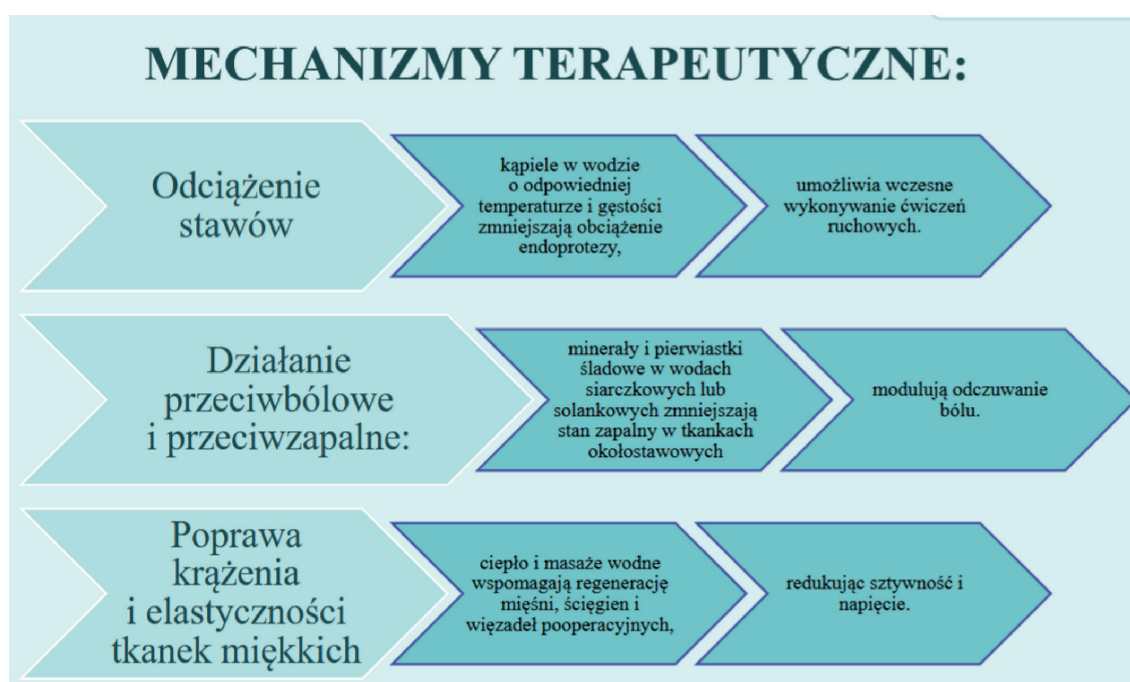 MECHANIZMY TERAPEUTYCZNE:
Odciążenie
stawów
kąpiele w wodzie
o odpowiedniej
temperaturze i gęstości
zmniejszają obciążenie
endoprotezy,
umożliwia wczesne
wykonywanie ćwiczeń
ruchowych.
Działanie
przeciwbólowe
i przeciwzapalne:
minerały i pierwiastki
śladowe w wodach
siarczkowych lub
solankowych zmniejszają
stan zapalny w tkankach
okołostawowych
modulują odczuwanie
bólu.
Poprawa
krążenia
i elastyczności
tkanek miękkich
ciepło i masaże wodne
wspomagają regenerację
mięśni, ścięgien i
więzadeł pooperacyjnych,
redukując sztywność i
napięcie.